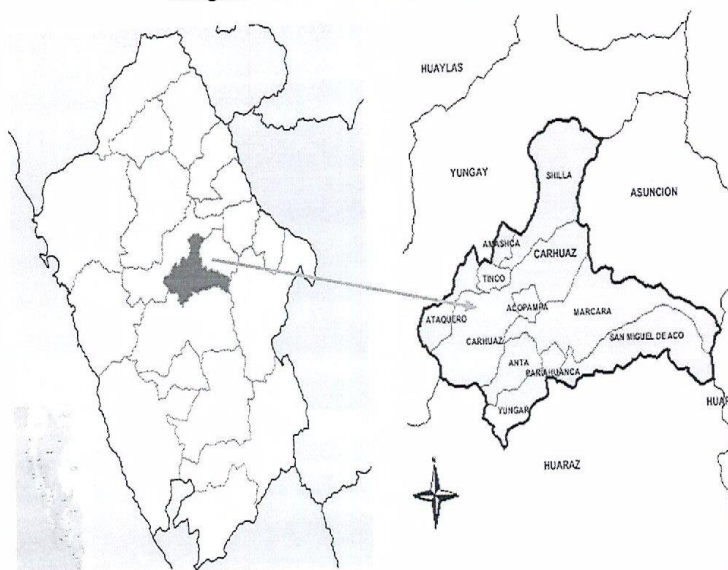 HUAYLAS
YUNGAY
SHILLA
ASUNCION
AMASHCA
CARHUAZ
TINCO
ACOPAMPA
ATAQUERO
MARCARA
CARHUAZ
SAN MIGUEL DE ACO
ANTA
PARIAHUANCA
YUNGAR
HUARAZ